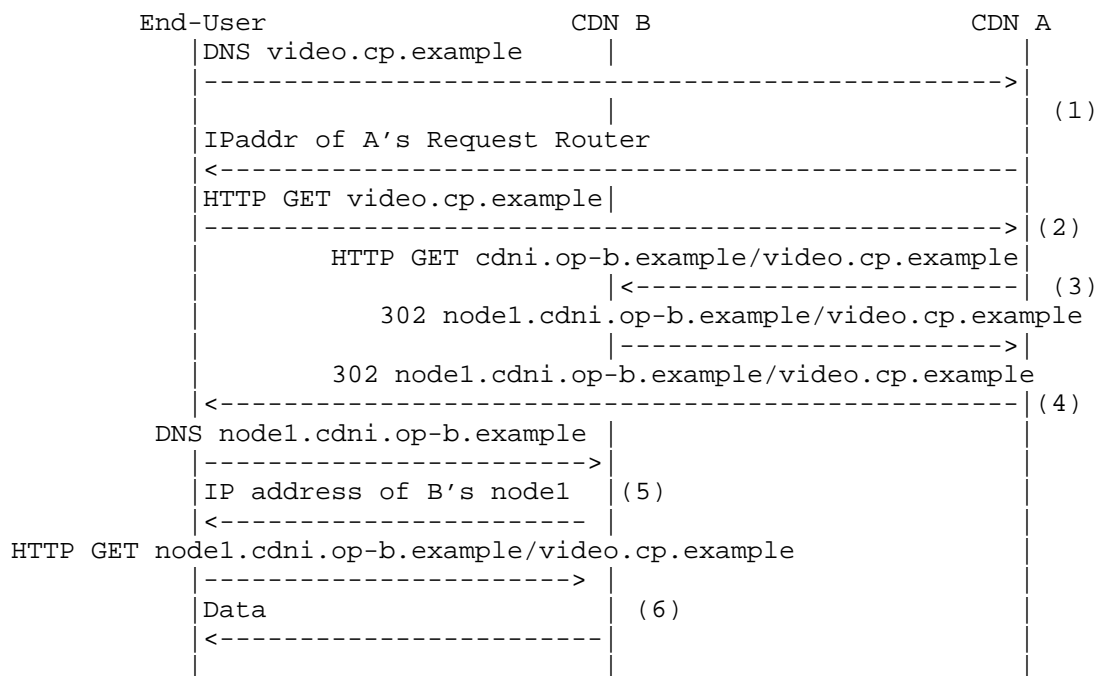 End-User CDN B CDN A
DNS video.cp.example
(1)
IPaddr of A's Request Router
HTTP GET video.cp.example
(2)
HTTP GET cdni.op-b.example/video.cp.example
(3)
302 node1.cdni.op-b.example/video.cp.example
302 node1.cdni.op-b.example/video.cp.example
(4)
DNS node1.cdni.op-b.example
IP address of B's node1 (5)
HTTP GET node1.cdni.op-b.example/video.cp.example
Data (6)